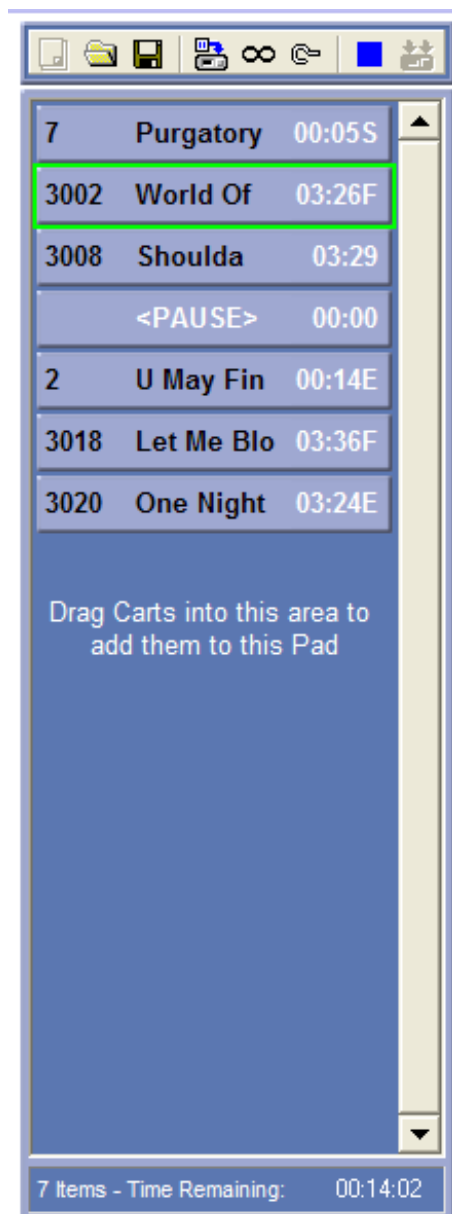 7 Purgatory 00:05S
3002 World Of 03:26F
3008 Shoulda 03:29
<PAUSE> 00:00
2 U May Fin 00:14E
3018 Let Me Blo 03:36F
3020 One Night 03:24E
Drag Carts into this area to
add them to this Pad
7 Items - Time Remaining: 00:14:02